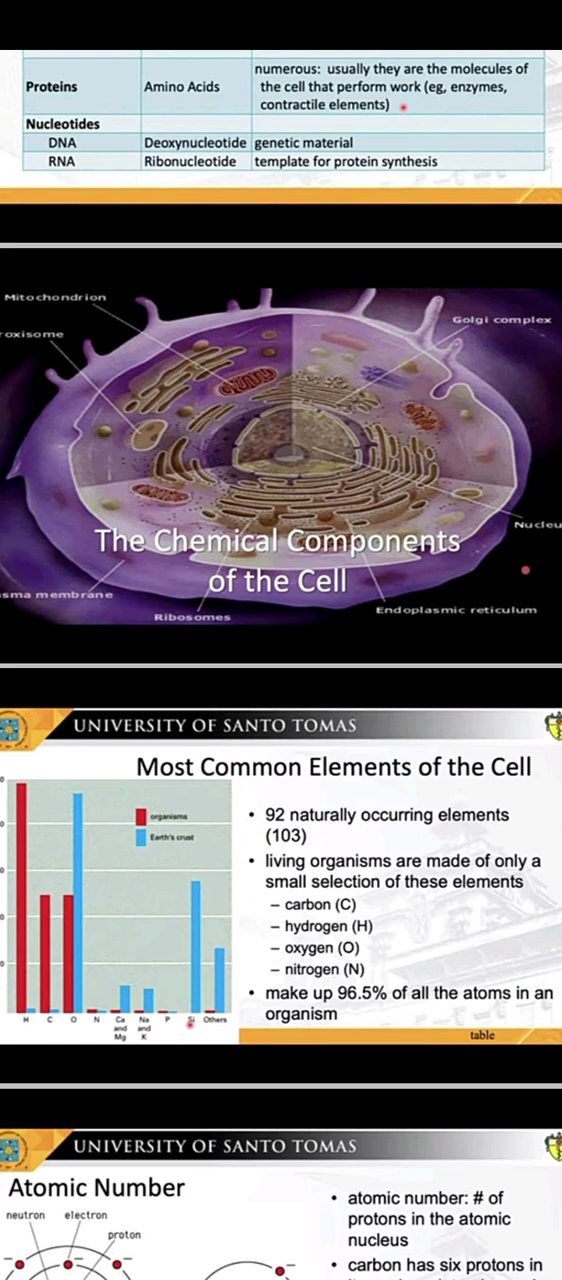 Proteins
Amino Acids
numerous: usually they are the molecules of
the cell that perform work (eg, enzymes,
contractile elements)
Nucleotides
DNA
Deoxynucleotide
genetic material
RNA
Ribonucleotide
template for protein synthesis
Mitochondrion
oxisome
Golgi complex
Nucleu
The Chemical Components
of the Cell
sma membrane
Ribosomes
Endoplasmic reticulum
UNIVERSITY OF SANTO TOMAS
Most Common Elements of the Cell
organisms
Earth's crust
0
0
0
0
0
H C O N Ca Na P Si Others
and and
Mg K
• 92 naturally occurring elements
(103)
• living organisms are made of only a
small selection of these elements
– carbon (C)
– hydrogen (H)
– oxygen (O)
– nitrogen (N)
• make up 96.5% of all the atoms in an
organism
table
UNIVERSITY OF SANTO TOMAS
Atomic Number
neutron electron
proton
• atomic number: # of
protons in the atomic
nucleus
• carbon has six protons in